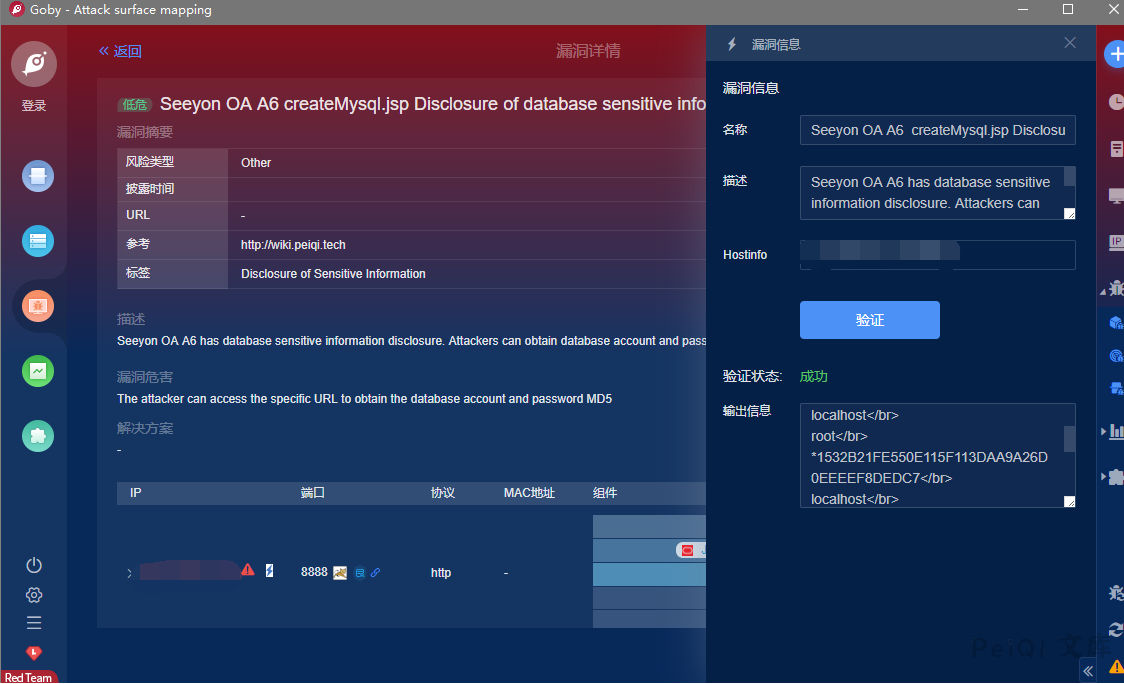 Goby - Attack surface mapping
登录
返回
漏洞详情
低危 Seeyon OA A6 createMysql.jsp Disclosure of database sensitive info
漏洞摘要
风险类型 Other
披露时间
URL -
参考 http://wiki.peiqi.tech
标签 Disclosure of Sensitive Information
描述
Seeyon OA A6 has database sensitive information disclosure. Attackers can obtain database account and pass
漏洞危害
The attacker can access the specific URL to obtain the database account and password MD5
解决方案
-
IP 端口 协议 MAC地址 组件
8888 http -
Red Team
漏洞信息
漏洞信息
名称 Seeyon OA A6 createMysql.jsp Disclosu
描述 Seeyon OA A6 has database sensitive
information disclosure. Attackers can
Hostinfo
验证
验证状态: 成功
输出信息
localhost</br>
root</br>
*1532B21FE550E115F113DAA9A26D
0EEEEF8DEDC7</br>
localhost</br>
IP
PeiQi 文库